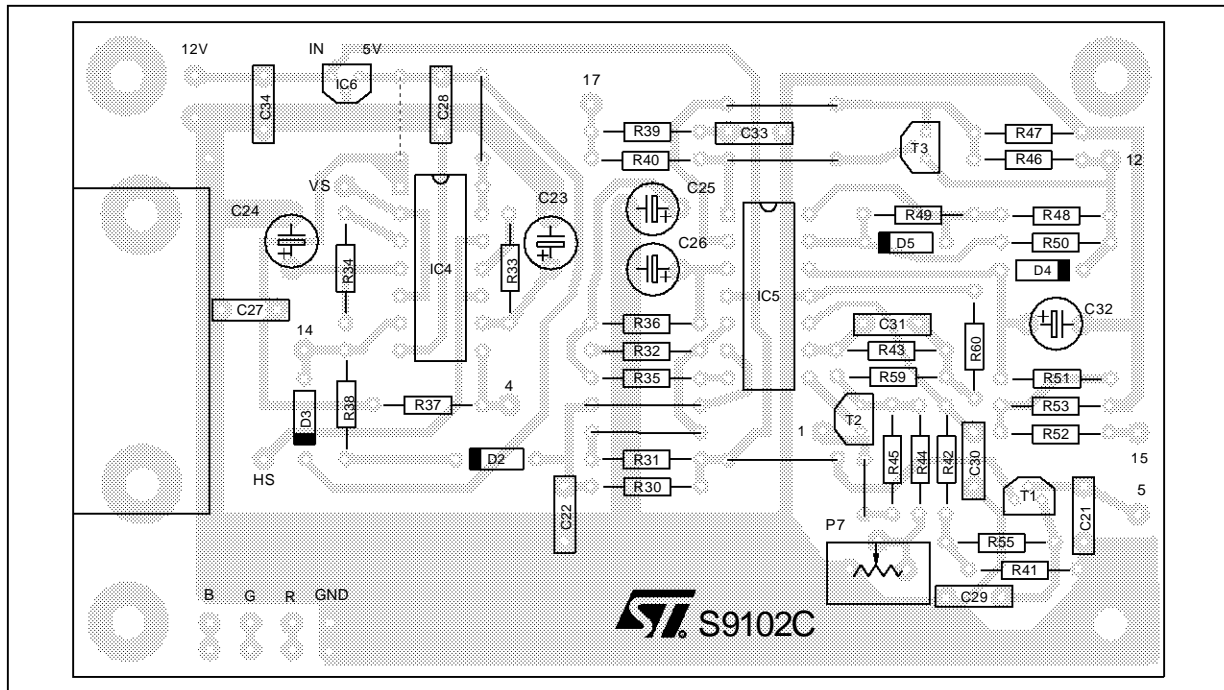 12V IN 5V
C34 IC6 C28 17
R39 C33 R47
R40 T3 R46 12
VS C25
C24 C23 R49 R48
C26 D5 R50
R34 IC4 R33 IC5 D4
C27 C32
14 R36 C31
R32 R43 R60
R35 R59 R51
D3 R38 R37 4 T2 R53
1 R52
HS D2 R31 R45 R44 R42 C30 15
R30 T1 5
C22 P7 C21
R55
R41
B G R GND C29
ST. S9102C